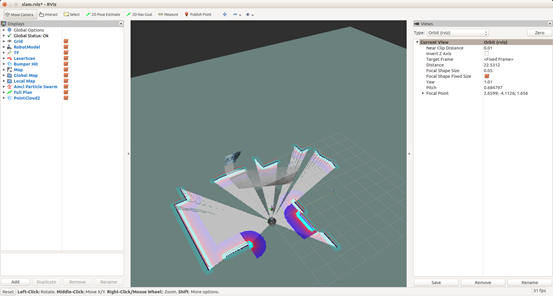 slam.rviz* - RViz
Move Camera Interact Select 2D Pose Estimate 2D Nav Goal Measure Publish Point
Displays
Global Options
Global Status: Ok
Grid
RobotModel
TF
LaserScan
Bumper Hit
Map
Global Map
Local Map
Amcl Particle Swarm
Full Plan
PointCloud2
Add Duplicate Remove Rename
Views
Type: Orbit (rviz) Zero
Current View Orbit (rviz)
Near Clip Distance 0.01
Invert Z Axis
Target Frame <Fixed Frame>
Distance 22.5312
Focal Shape Size 0.05
Focal Shape Fixed Size
Yaw 1.01
Pitch 0.684797
Focal Point 2.6599; -4.1126; 1.656
Save Remove Rename
Reset Left-Click: Rotate. Middle-Click: Move X/Y. Right-Click/Mouse Wheel: Zoom. Shift: More options. 31 fps